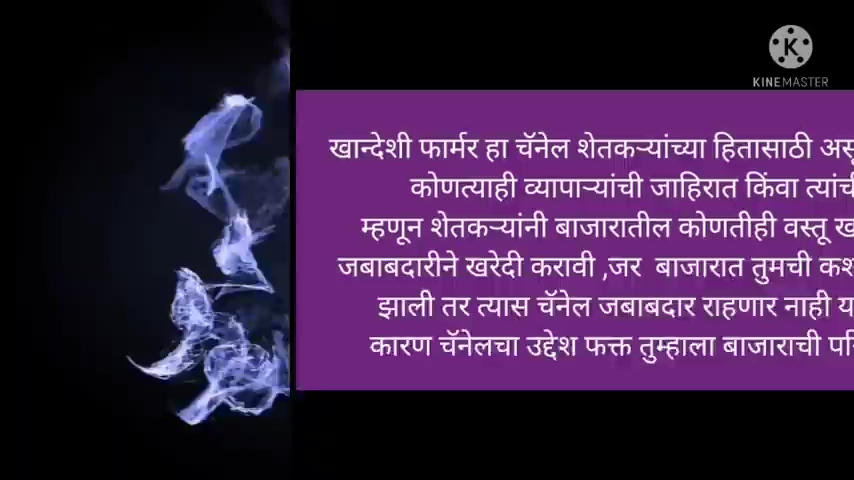 KINEMASTER
खान्देशी फार्मर हा चॅनेल शेतकऱ्यांच्या हितासाठी
कोणत्याही व्यापाऱ्यांची जाहिरात किंवा
म्हणून शेतकऱ्यांनी बाजारातील कोणतीही वस्तू
जबाबदारीने खरेदी करावी ,जर बाजारात तुमची
झाली तर त्यास चॅनेल जबाबदार राहणार नाही
कारण चॅनेलचा उद्देश फक्त तुम्हाला बाजाराची